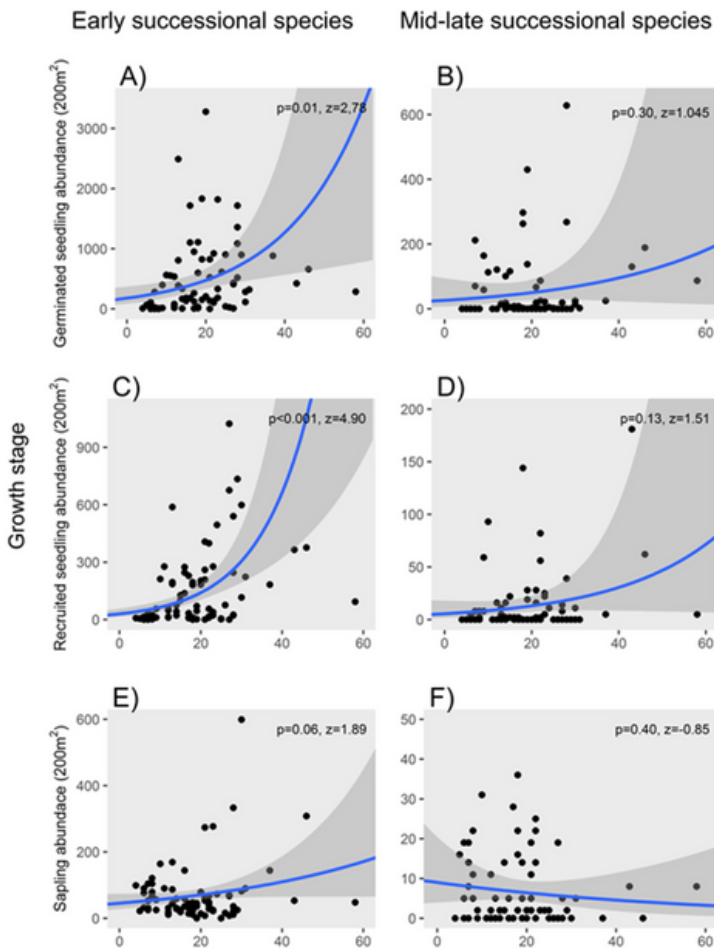 Early successional species
Mid-late successional species
A)
B)
Germinated seedling abundance (200m²)
3000
2000
1000
0
p=0.01, z=2,78
0 20 40 60
600
400
200
0
p=0.30, z=1.045
0 20 40 60
Growth stage
C)
D)
Recruited seedling abundance (200m²)
900
600
300
0
p<0.001, z=4.90
0 20 40 60
200
150
100
50
0
p=0.13, z=1.51
0 20 40 60
E)
F)
Sapling abundace (200m²)
600
400
200
0
p=0.06, z=1.89
0 20 40 60
50
40
30
20
10
0
p=0.40, z=-0.85
0 20 40 60